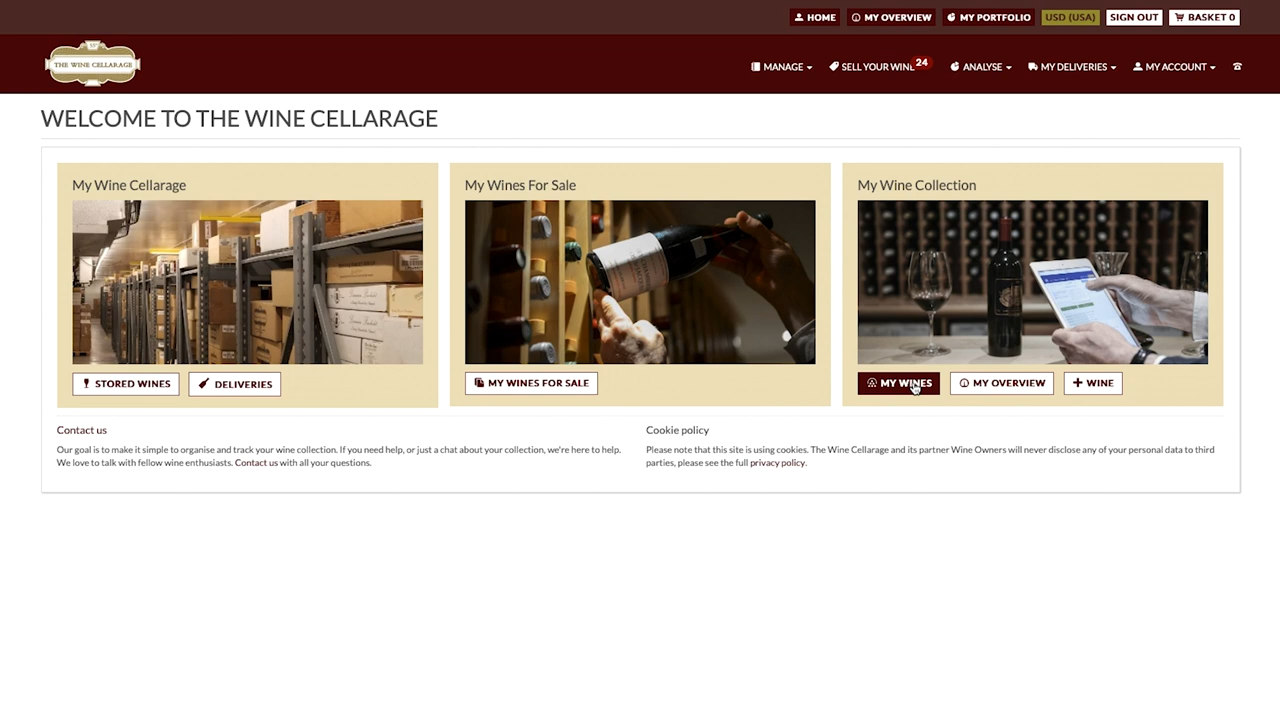 HOME
MY OVERVIEW
MY PORTFOLIO
USD (USA)
SIGN OUT
BASKET 0
THE WINE CELLARAGE
MANAGE
SELL YOUR WINE
24
ANALYSE
MY DELIVERIES
MY ACCOUNT
WELCOME TO THE WINE CELLARAGE
My Wine Cellarage
My Wines For Sale
My Wine Collection
STORED WINES
DELIVERIES
MY WINES FOR SALE
MY WINES
MY OVERVIEW
WINE
Contact us
Our goal is to make it simple to organise and track your wine collection. If you need help, or just a chat about your collection, we're here to help.
We love to talk with fellow wine enthusiasts. Contact us with all your questions.
Cookie policy
Please note that this site is using cookies. The Wine Cellarage and its partner Wine Owners will never disclose any of your personal data to third
parties, please see the full privacy policy.